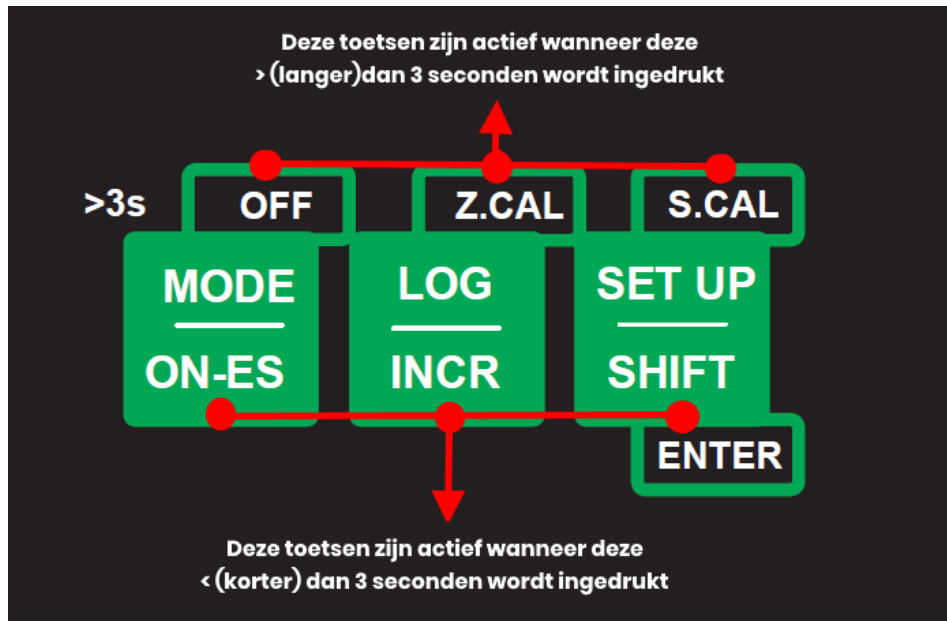 Deze toetsen zijn actief wanneer deze
> (langer)dan 3 seconden wordt ingedrukt
>3s OFF Z.CAL S.CAL
MODE LOG SET UP
ON-ES INCR SHIFT
ENTER
Deze toetsen zijn actief wanneer deze
< (korter) dan 3 seconden wordt ingedrukt